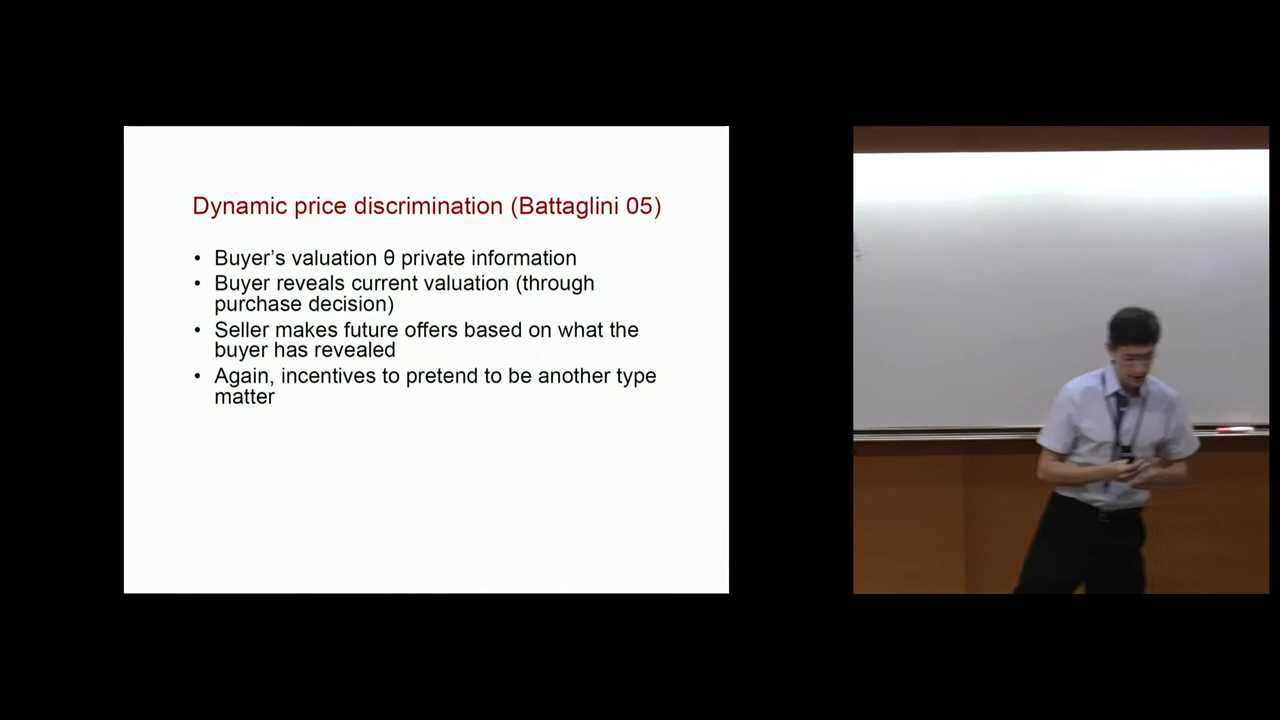 Dynamic price discrimination (Battaglini 05)
• Buyer’s valuation θ private information
• Buyer reveals current valuation (through
purchase decision)
• Seller makes future offers based on what the
buyer has revealed
• Again, incentives to pretend to be another type
matter